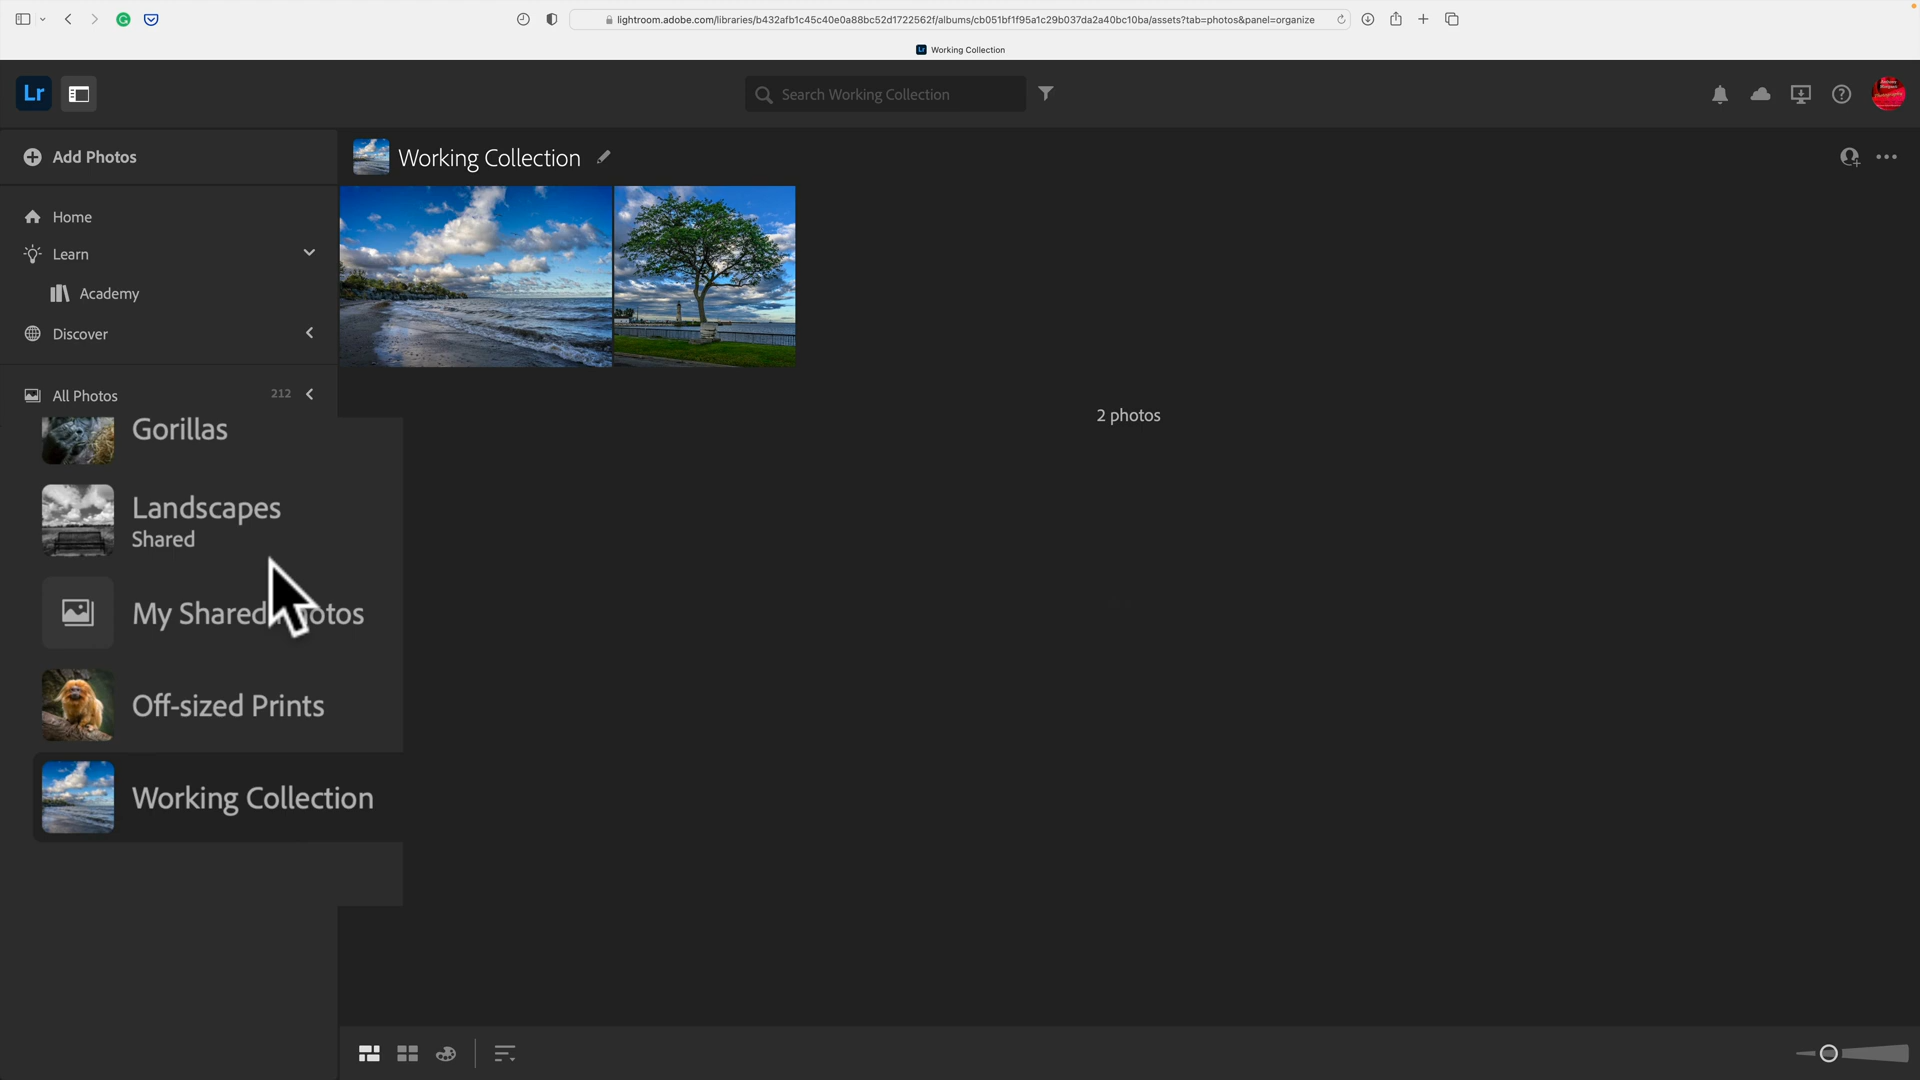 lightroom.adobe.com/libraries/b432afb1c45c40e0a88bc52d1722562f/albums/cb051bf1f95a1c29b037da2a40bc10ba/assets?tab=photos&panel=organize
Lr Working Collection
Lr
Search Working Collection
Add Photos
Working Collection
Home
Learn
Academy
Discover
All Photos 212
Gorillas
2 photos
Landscapes
Shared
My Shared
Off-sized Prints
Working Collection